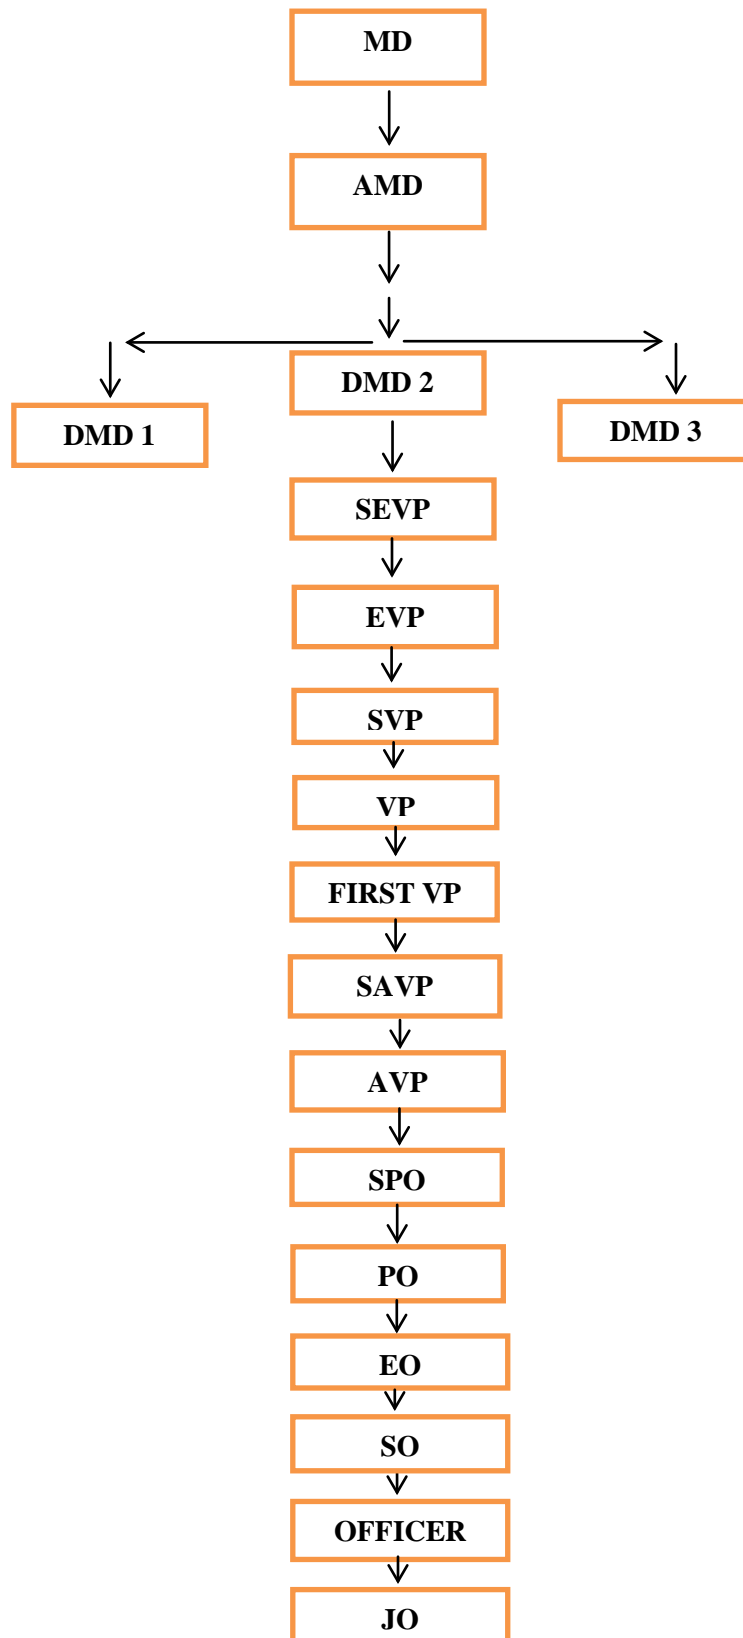 MD
AMD
DMD 2
DMD 1
DMD 3
SEVP
EVP
SVP
VP
FIRST VP
SAVP
AVP
SPO
PO
EO
SO
OFFICER
JO